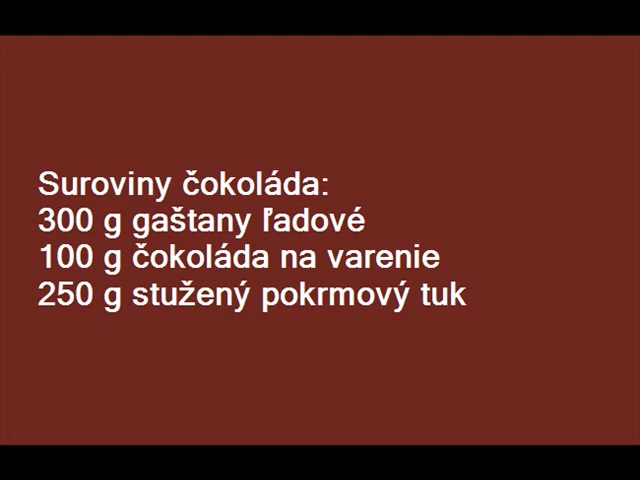 Suroviny čokoláda:
300 g gaštany ľadové
100 g čokoláda na varenie
250 g stužený pokrmový tuk